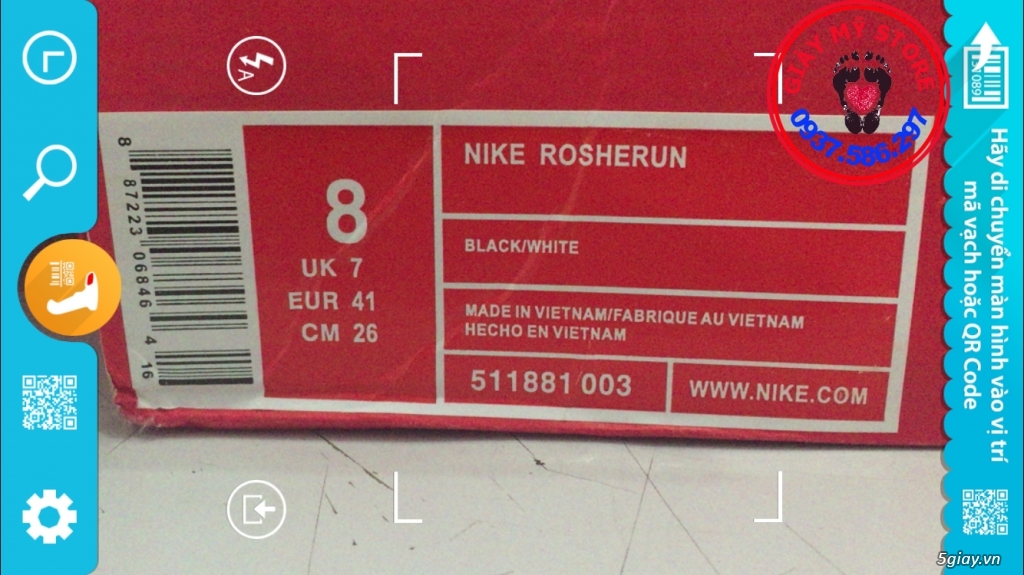 GIAY MỸ STORE
0937.586.297
NIKE ROSHERUN
8
UK 7
EUR 41
CM 26
BLACK/WHITE
MADE IN VIETNAM/FABRIQUE AU VIETNAM
HECHO EN VIETNAM
511881 003
WWW.NIKE.COM
8 87223 06846 4 16
A
Hãy di chuyển màn hình vào vị trí
mã vạch hoặc QR Code
5giay.vn